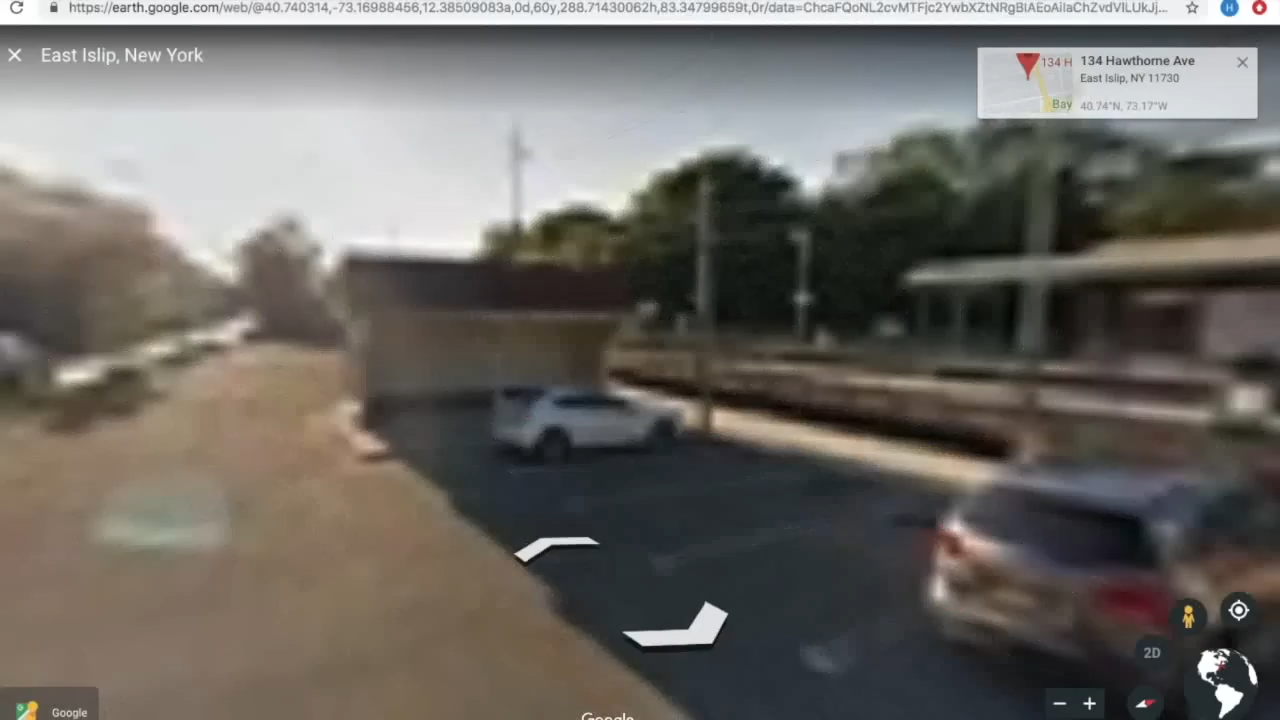 https://earth.google.com/web/@40.740314,-73.16988456,12.38509083a,0d,60y,288.71430062h,83.34799659t,0r/data=
H
East Islip, New York
134 H
134 Hawthorne Ave
East Islip, NY 11730
Bay
40.74°N, 73.17°W
2D
Google
Google